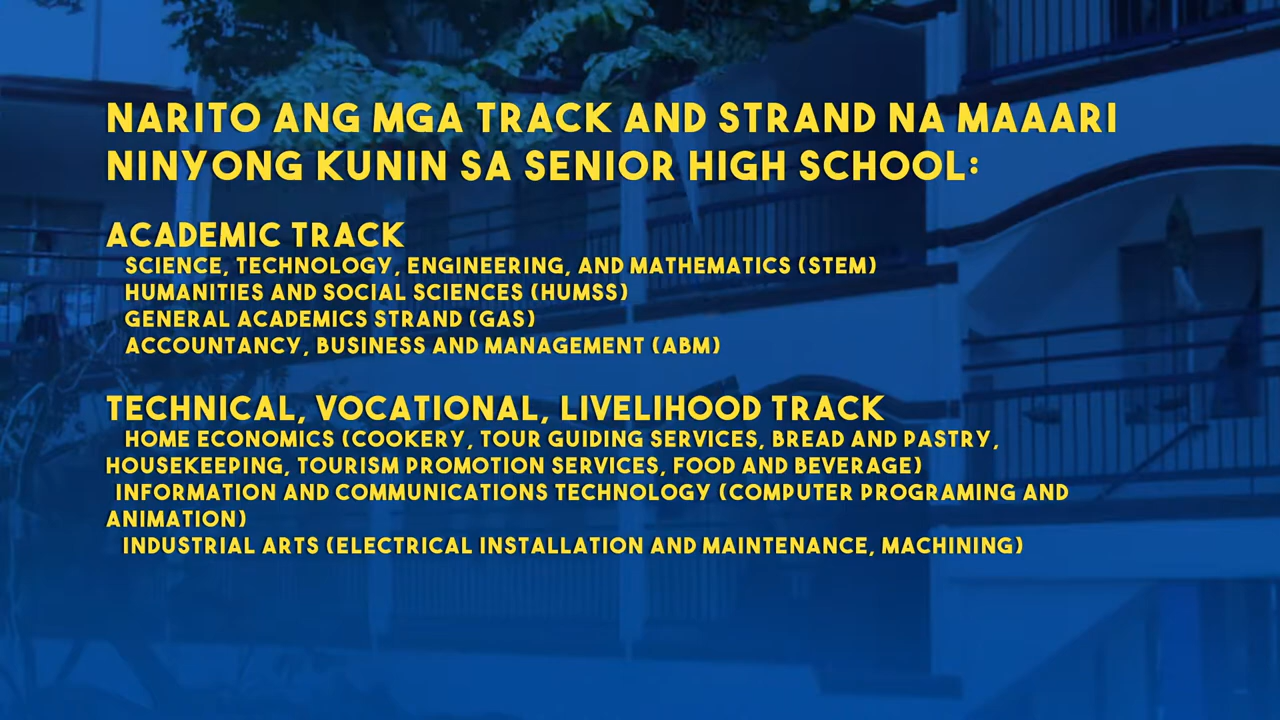 NARITO ANG MGA TRACK AND STRAND NA MAAARI
NINYONG KUNIN SA SENIOR HIGH SCHOOL:
ACADEMIC TRACK
SCIENCE, TECHNOLOGY, ENGINEERING, AND MATHEMATICS (STEM)
HUMANITIES AND SOCIAL SCIENCES (HUMSS)
GENERAL ACADEMICS STRAND (GAS)
ACCOUNTANCY, BUSINESS AND MANAGEMENT (ABM)
TECHNICAL, VOCATIONAL, LIVELIHOOD TRACK
HOME ECONOMICS (COOKERY, TOUR GUIDING SERVICES, BREAD AND PASTRY,
HOUSEKEEPING, TOURISM PROMOTION SERVICES, FOOD AND BEVERAGE)
INFORMATION AND COMMUNICATIONS TECHNOLOGY (COMPUTER PROGRAMING AND
ANIMATION)
INDUSTRIAL ARTS (ELECTRICAL INSTALLATION AND MAINTENANCE, MACHINING)